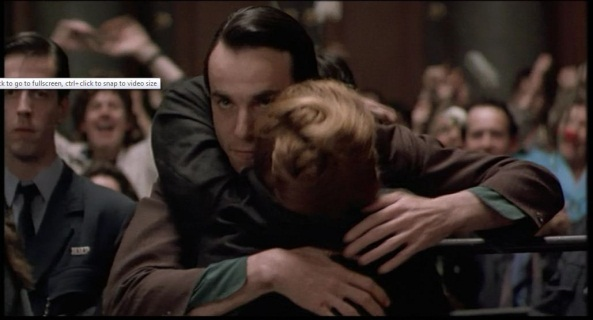 k to go to fullscreen, ctrl+click to snap to video size.